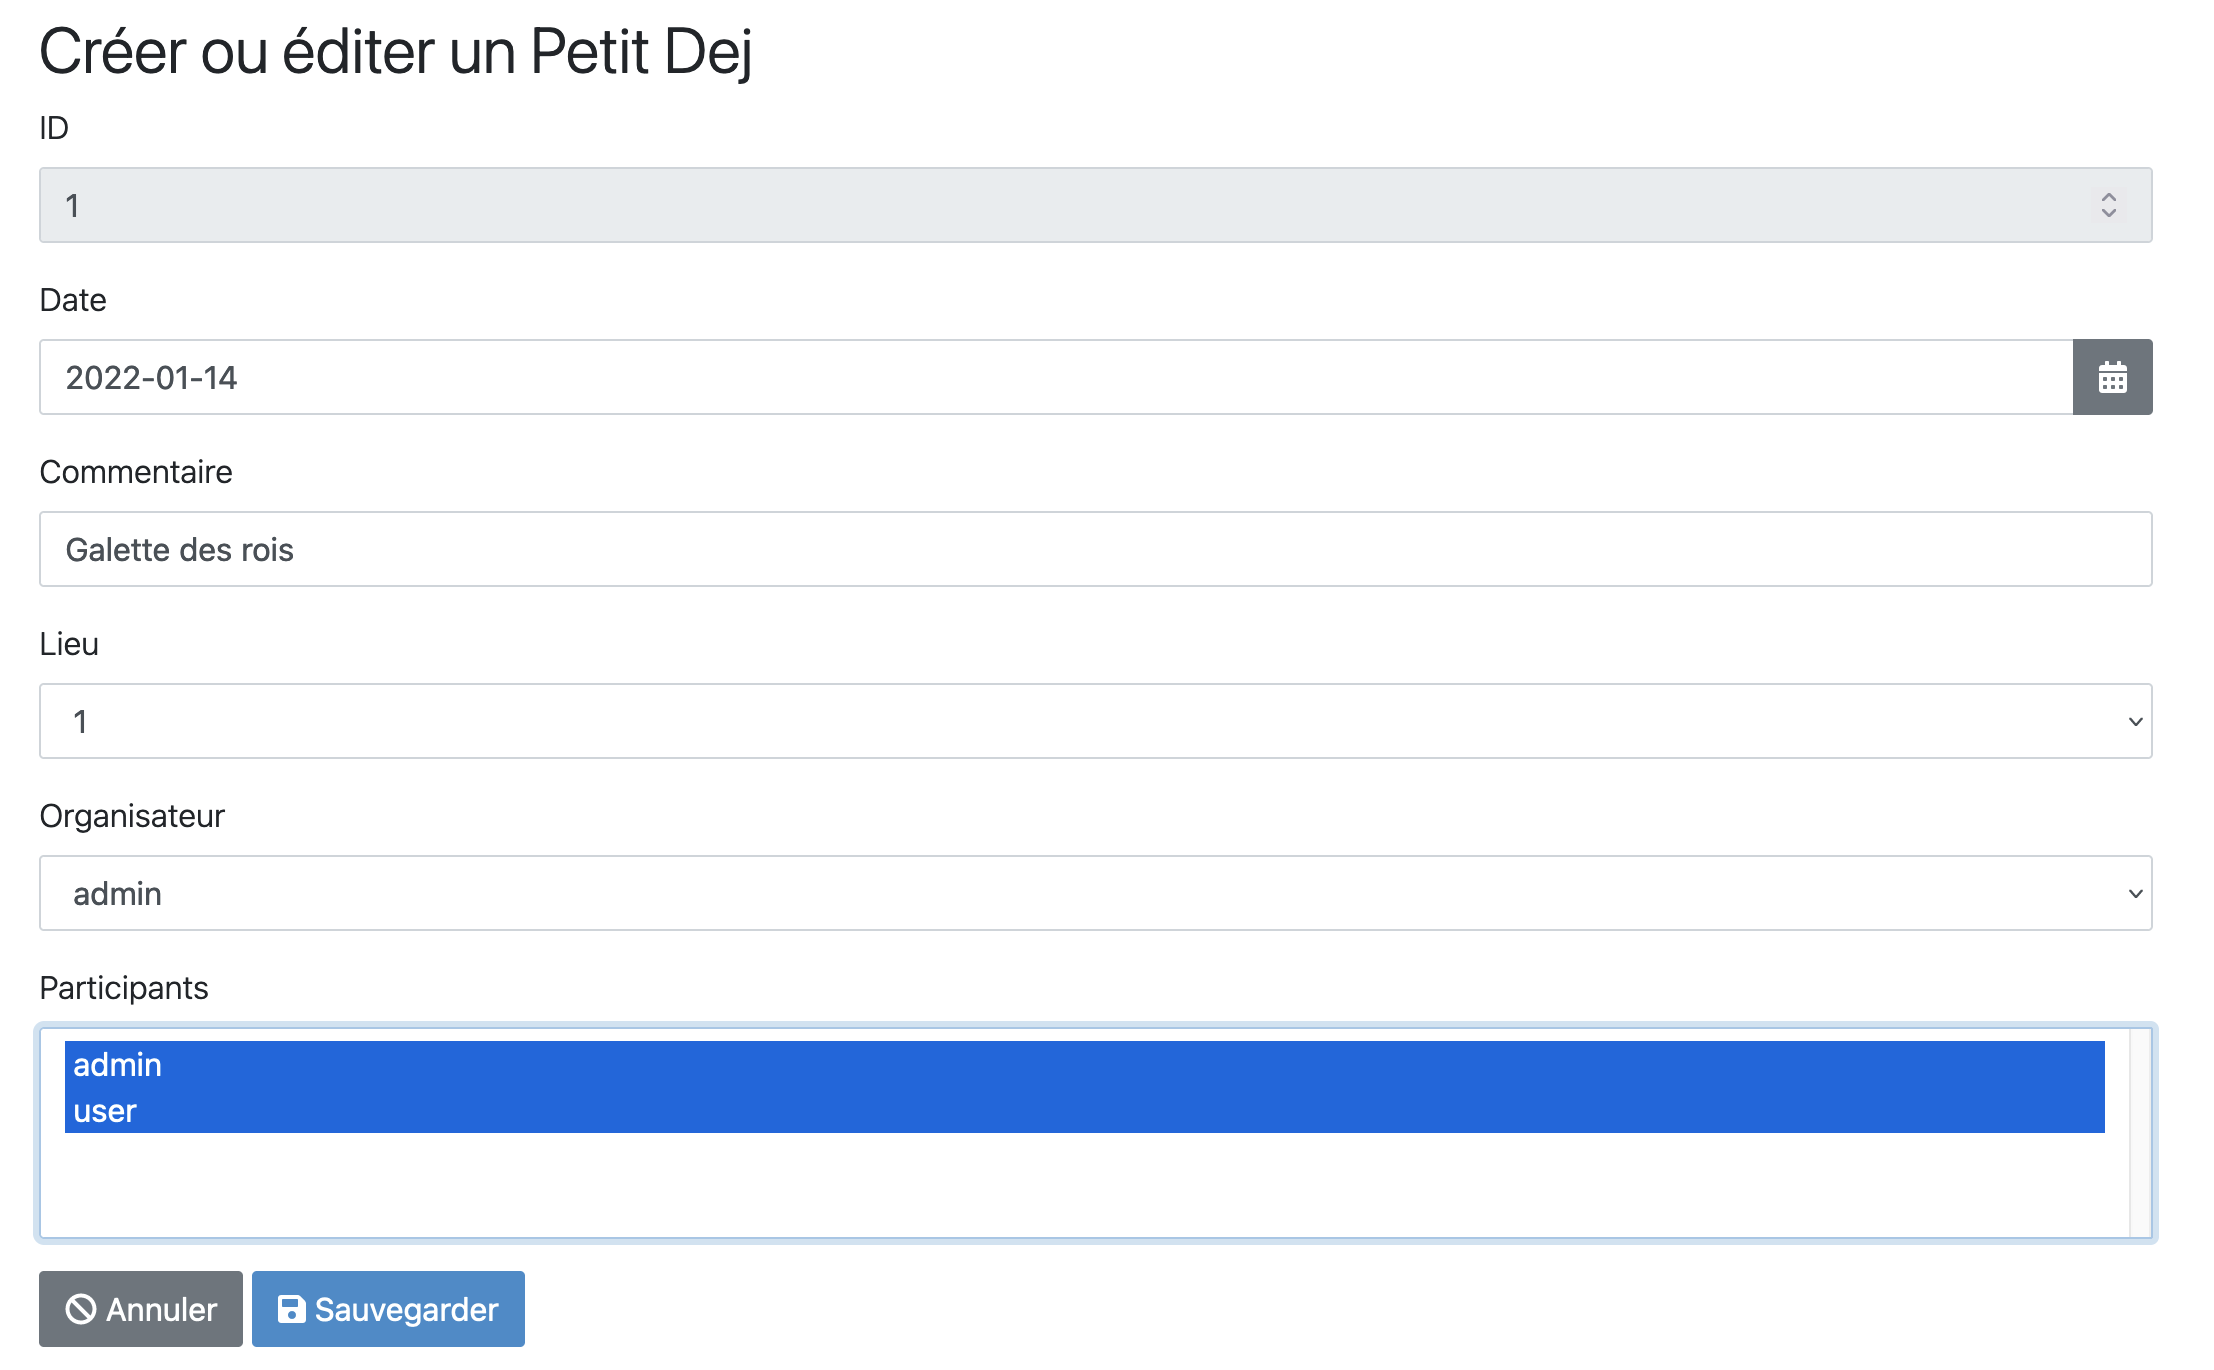 Créer ou éditer un Petit Dej
ID
1
Date
2022-01-14
Commentaire
Galette des rois
Lieu
1
Organisateur
admin
Participants
admin
user
Annuler Sauvegarder